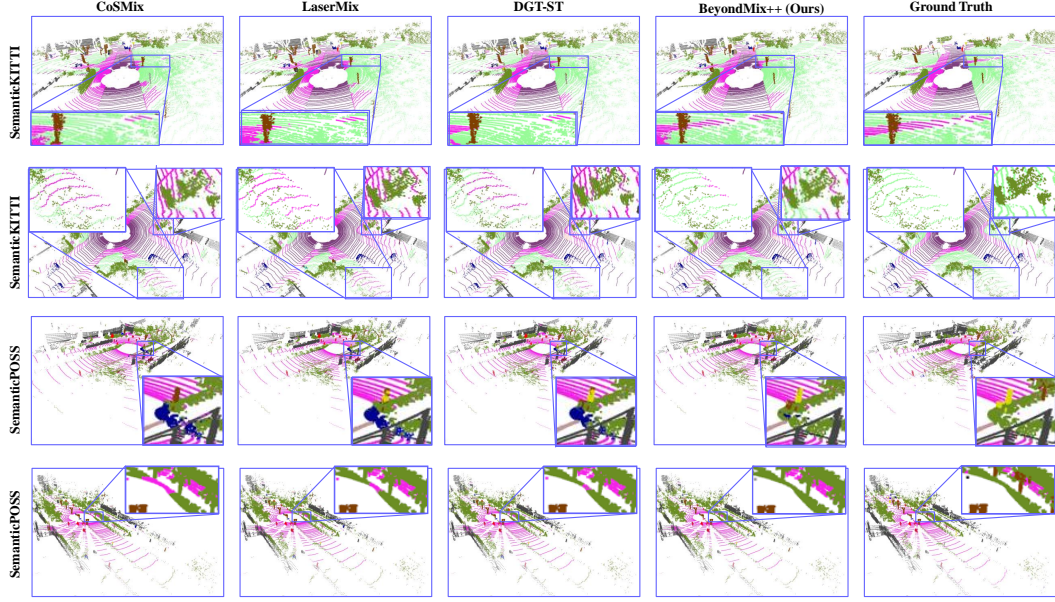 CoSMix LaserMix DGT-ST BeyondMix++ (Ours) Ground Truth
SemanticKITTI
SemanticKITTI
SemanticPOSS
SemanticPOSS